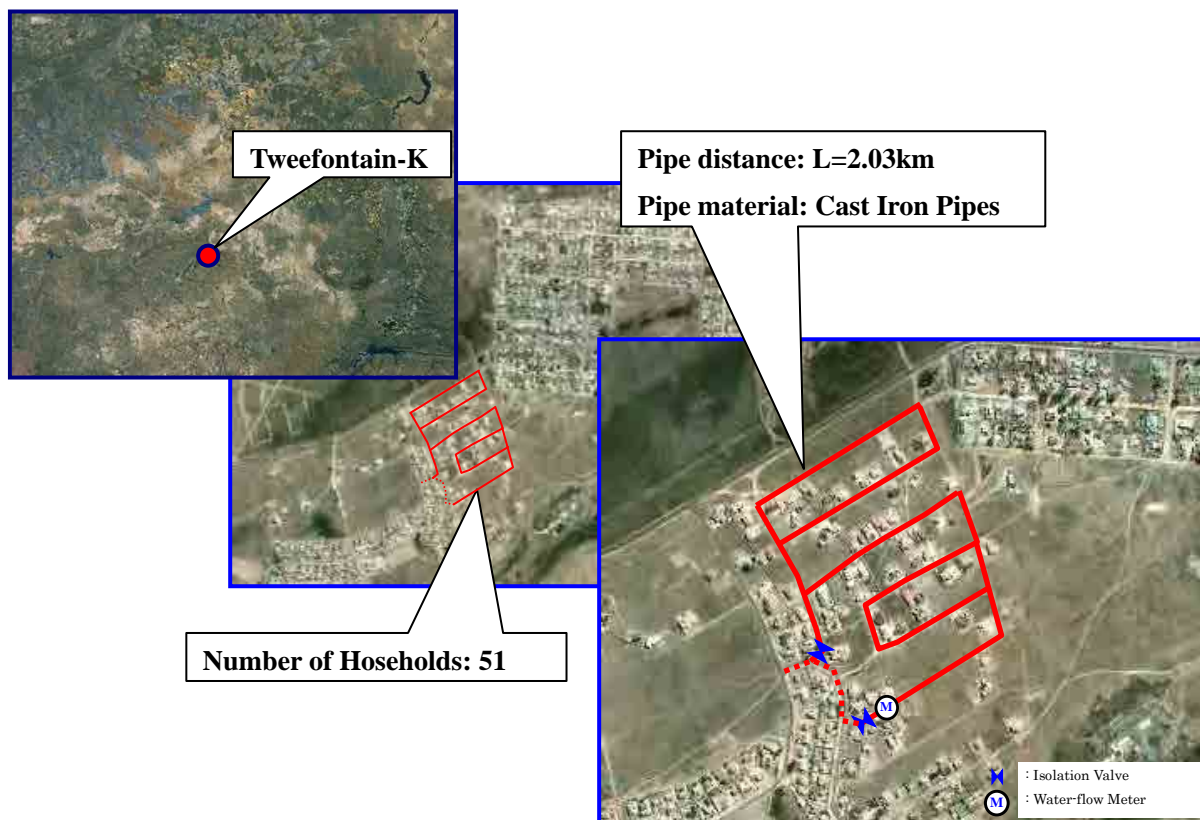 Tweefontain-K
Pipe distance: L=2.03km
Pipe material: Cast Iron Pipes
Number of Hoseholds: 51
M
: Isolation Valve
M
: Water-flow Meter